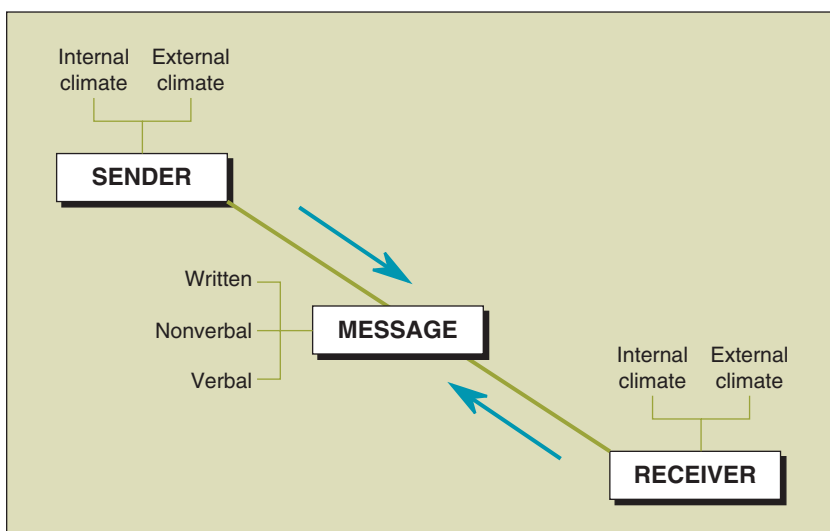 Internal climate
External climate
SENDER
Written
Nonverbal
MESSAGE
Verbal
Internal climate
External climate
RECEIVER